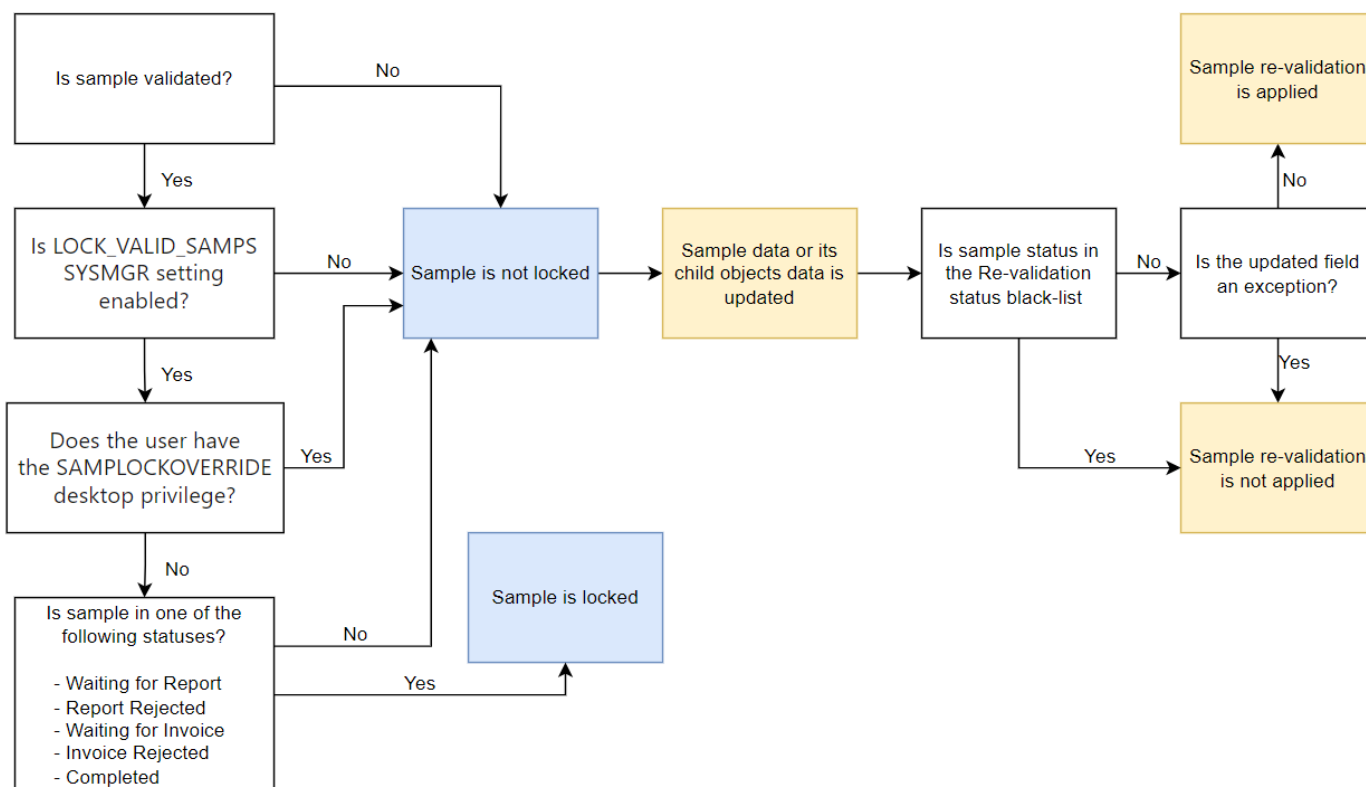 Is sample validated?
No
Yes
Sample re-validation
is applied
No
Is LOCK_VALID_SAMPS
SYSMGR setting
enabled?
No
Sample is not locked
Sample data or its
child objects data is
updated
Is sample status in
the Re-validation
status black-list
No
Is the updated field
an exception?
Yes
Yes
Does the user have
the SAMPLOCKOVERRIDE
desktop privilege?
Yes
Yes
Sample re-validation
is not applied
No
Is sample in one of the
following statuses?
- Waiting for Report
- Report Rejected
- Waiting for Invoice
- Invoice Rejected
- Completed
No
Yes
Sample is locked